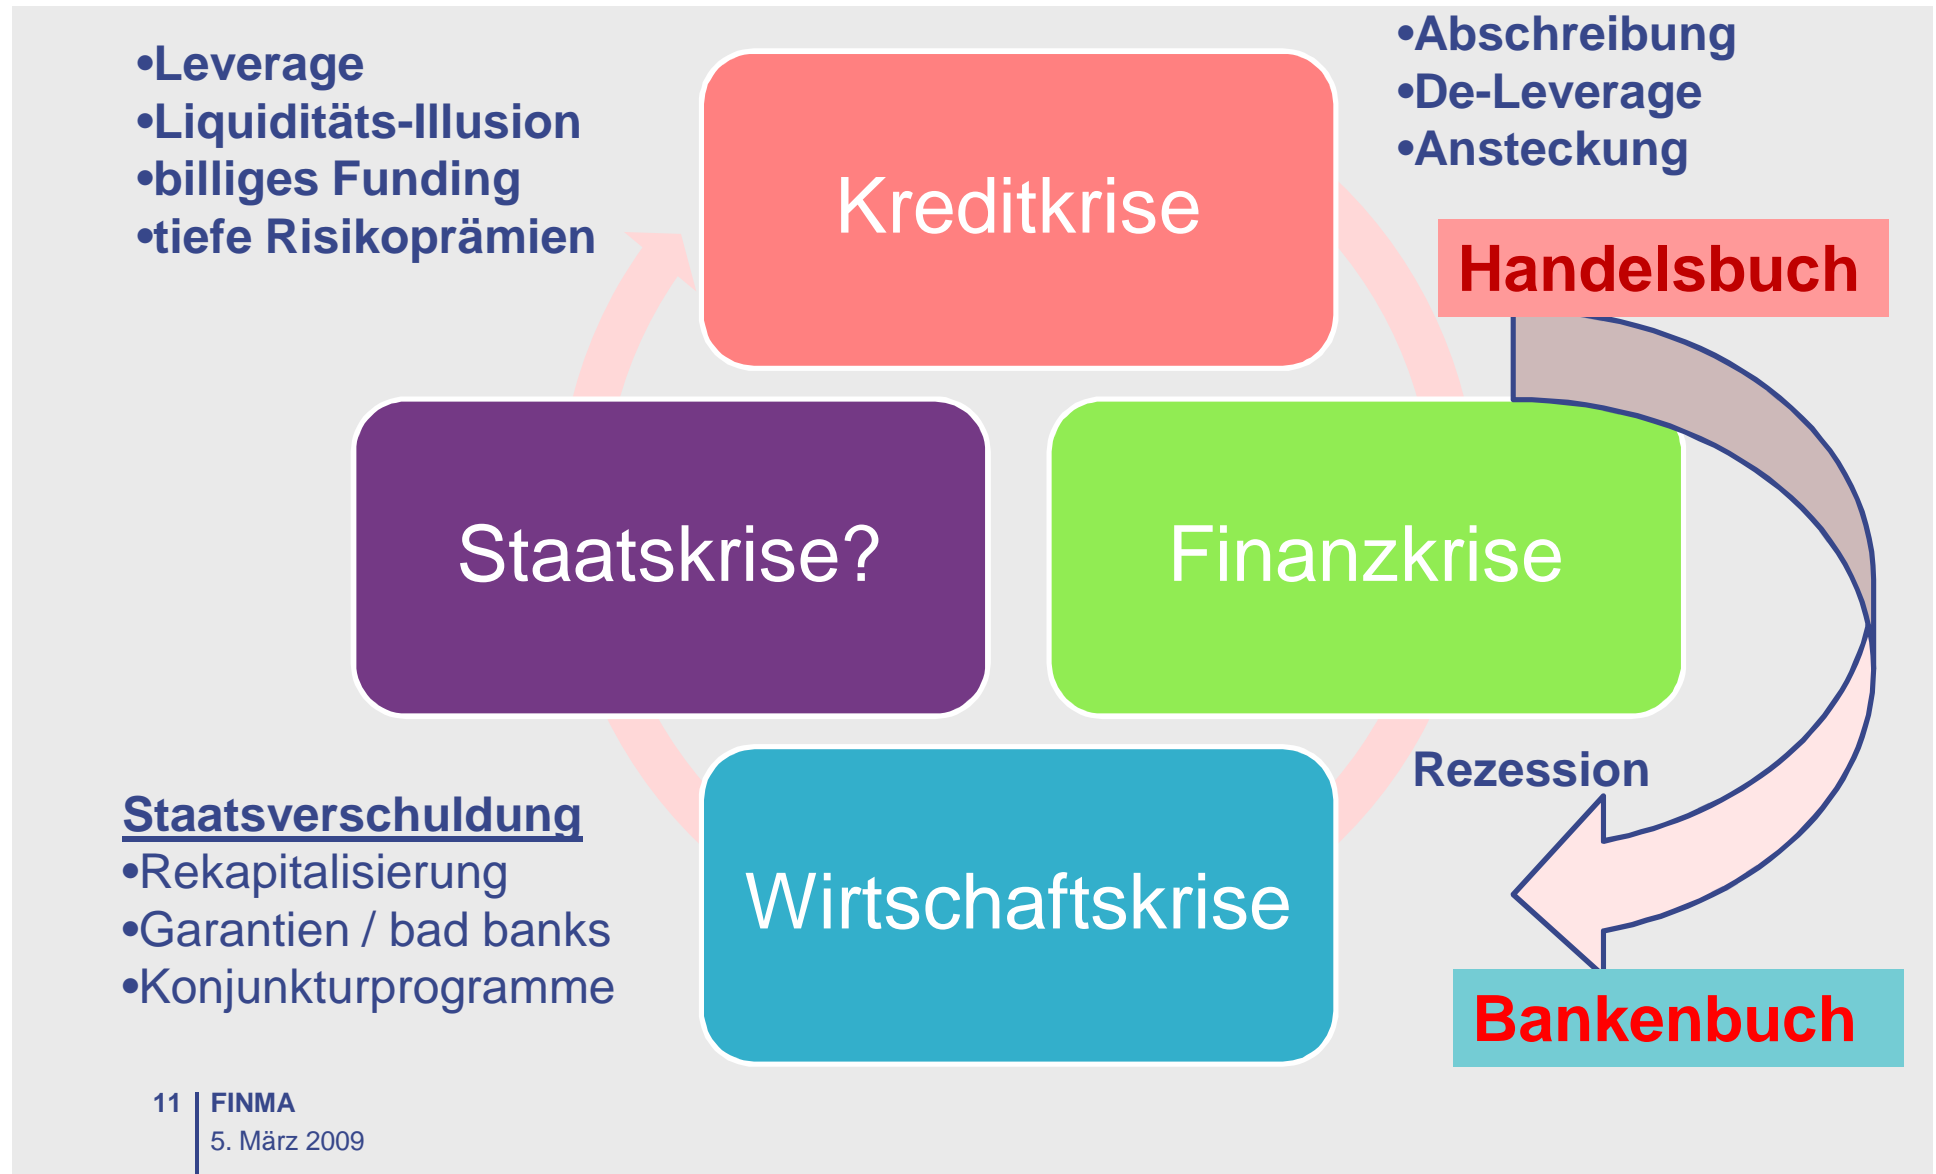 •Leverage
•Liquiditäts-Illusion
•billiges Funding
•tiefe Risikoprämien
Kreditkrise
•Abschreibung
•De-Leverage
•Ansteckung
Handelsbuch
Staatskrise?
Finanzkrise
Rezession
Staatsverschuldung
•Rekapitalisierung
•Garantien / bad banks
•Konjunkturprogramme
Wirtschaftskrise
Bankenbuch
11 FINMA
5. März 2009